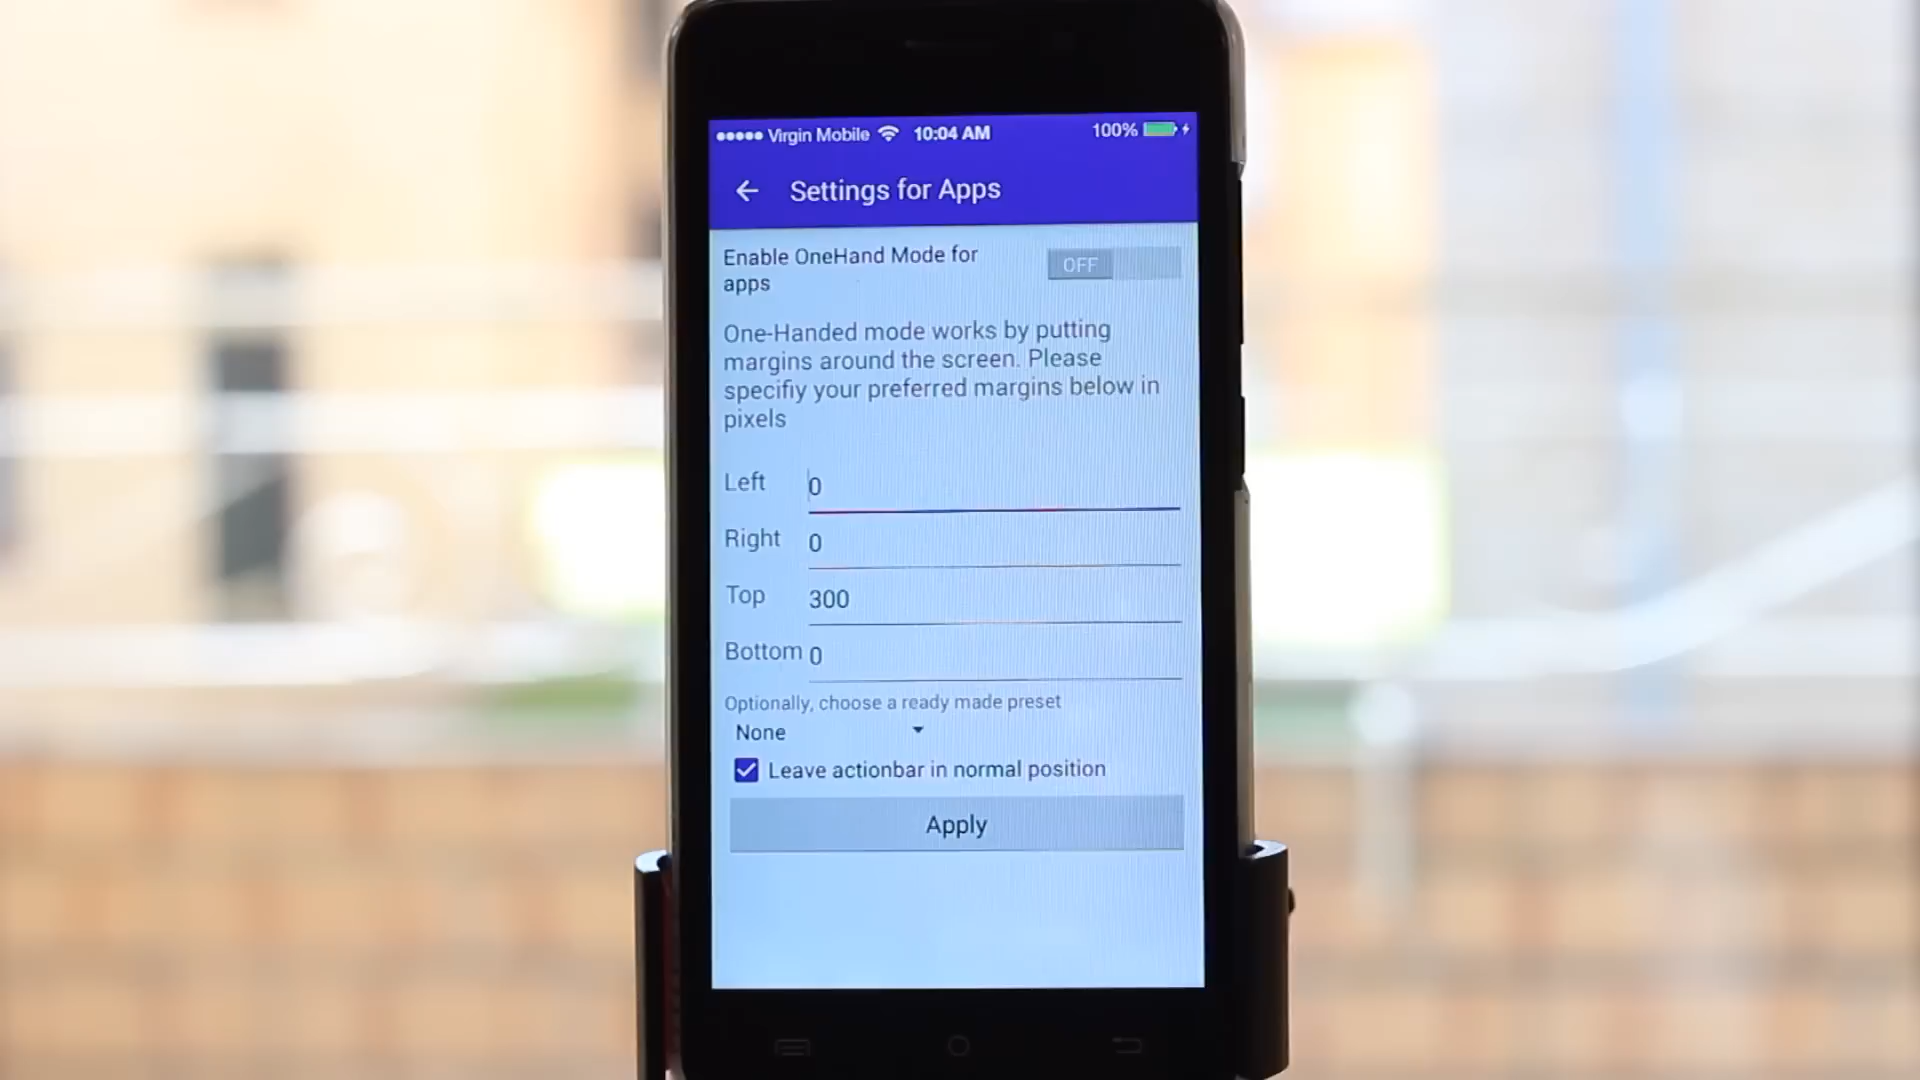 Virgin Mobile 10:04 AM 100%
Settings for Apps
Enable OneHand Mode for
apps
OFF
One-Handed mode works by putting
margins around the screen. Please
specifiy your preferred margins below in
pixels
Left 0
Right 0
Top 300
Bottom 0
Optionally, choose a ready made preset
None
Leave actionbar in normal position
Apply